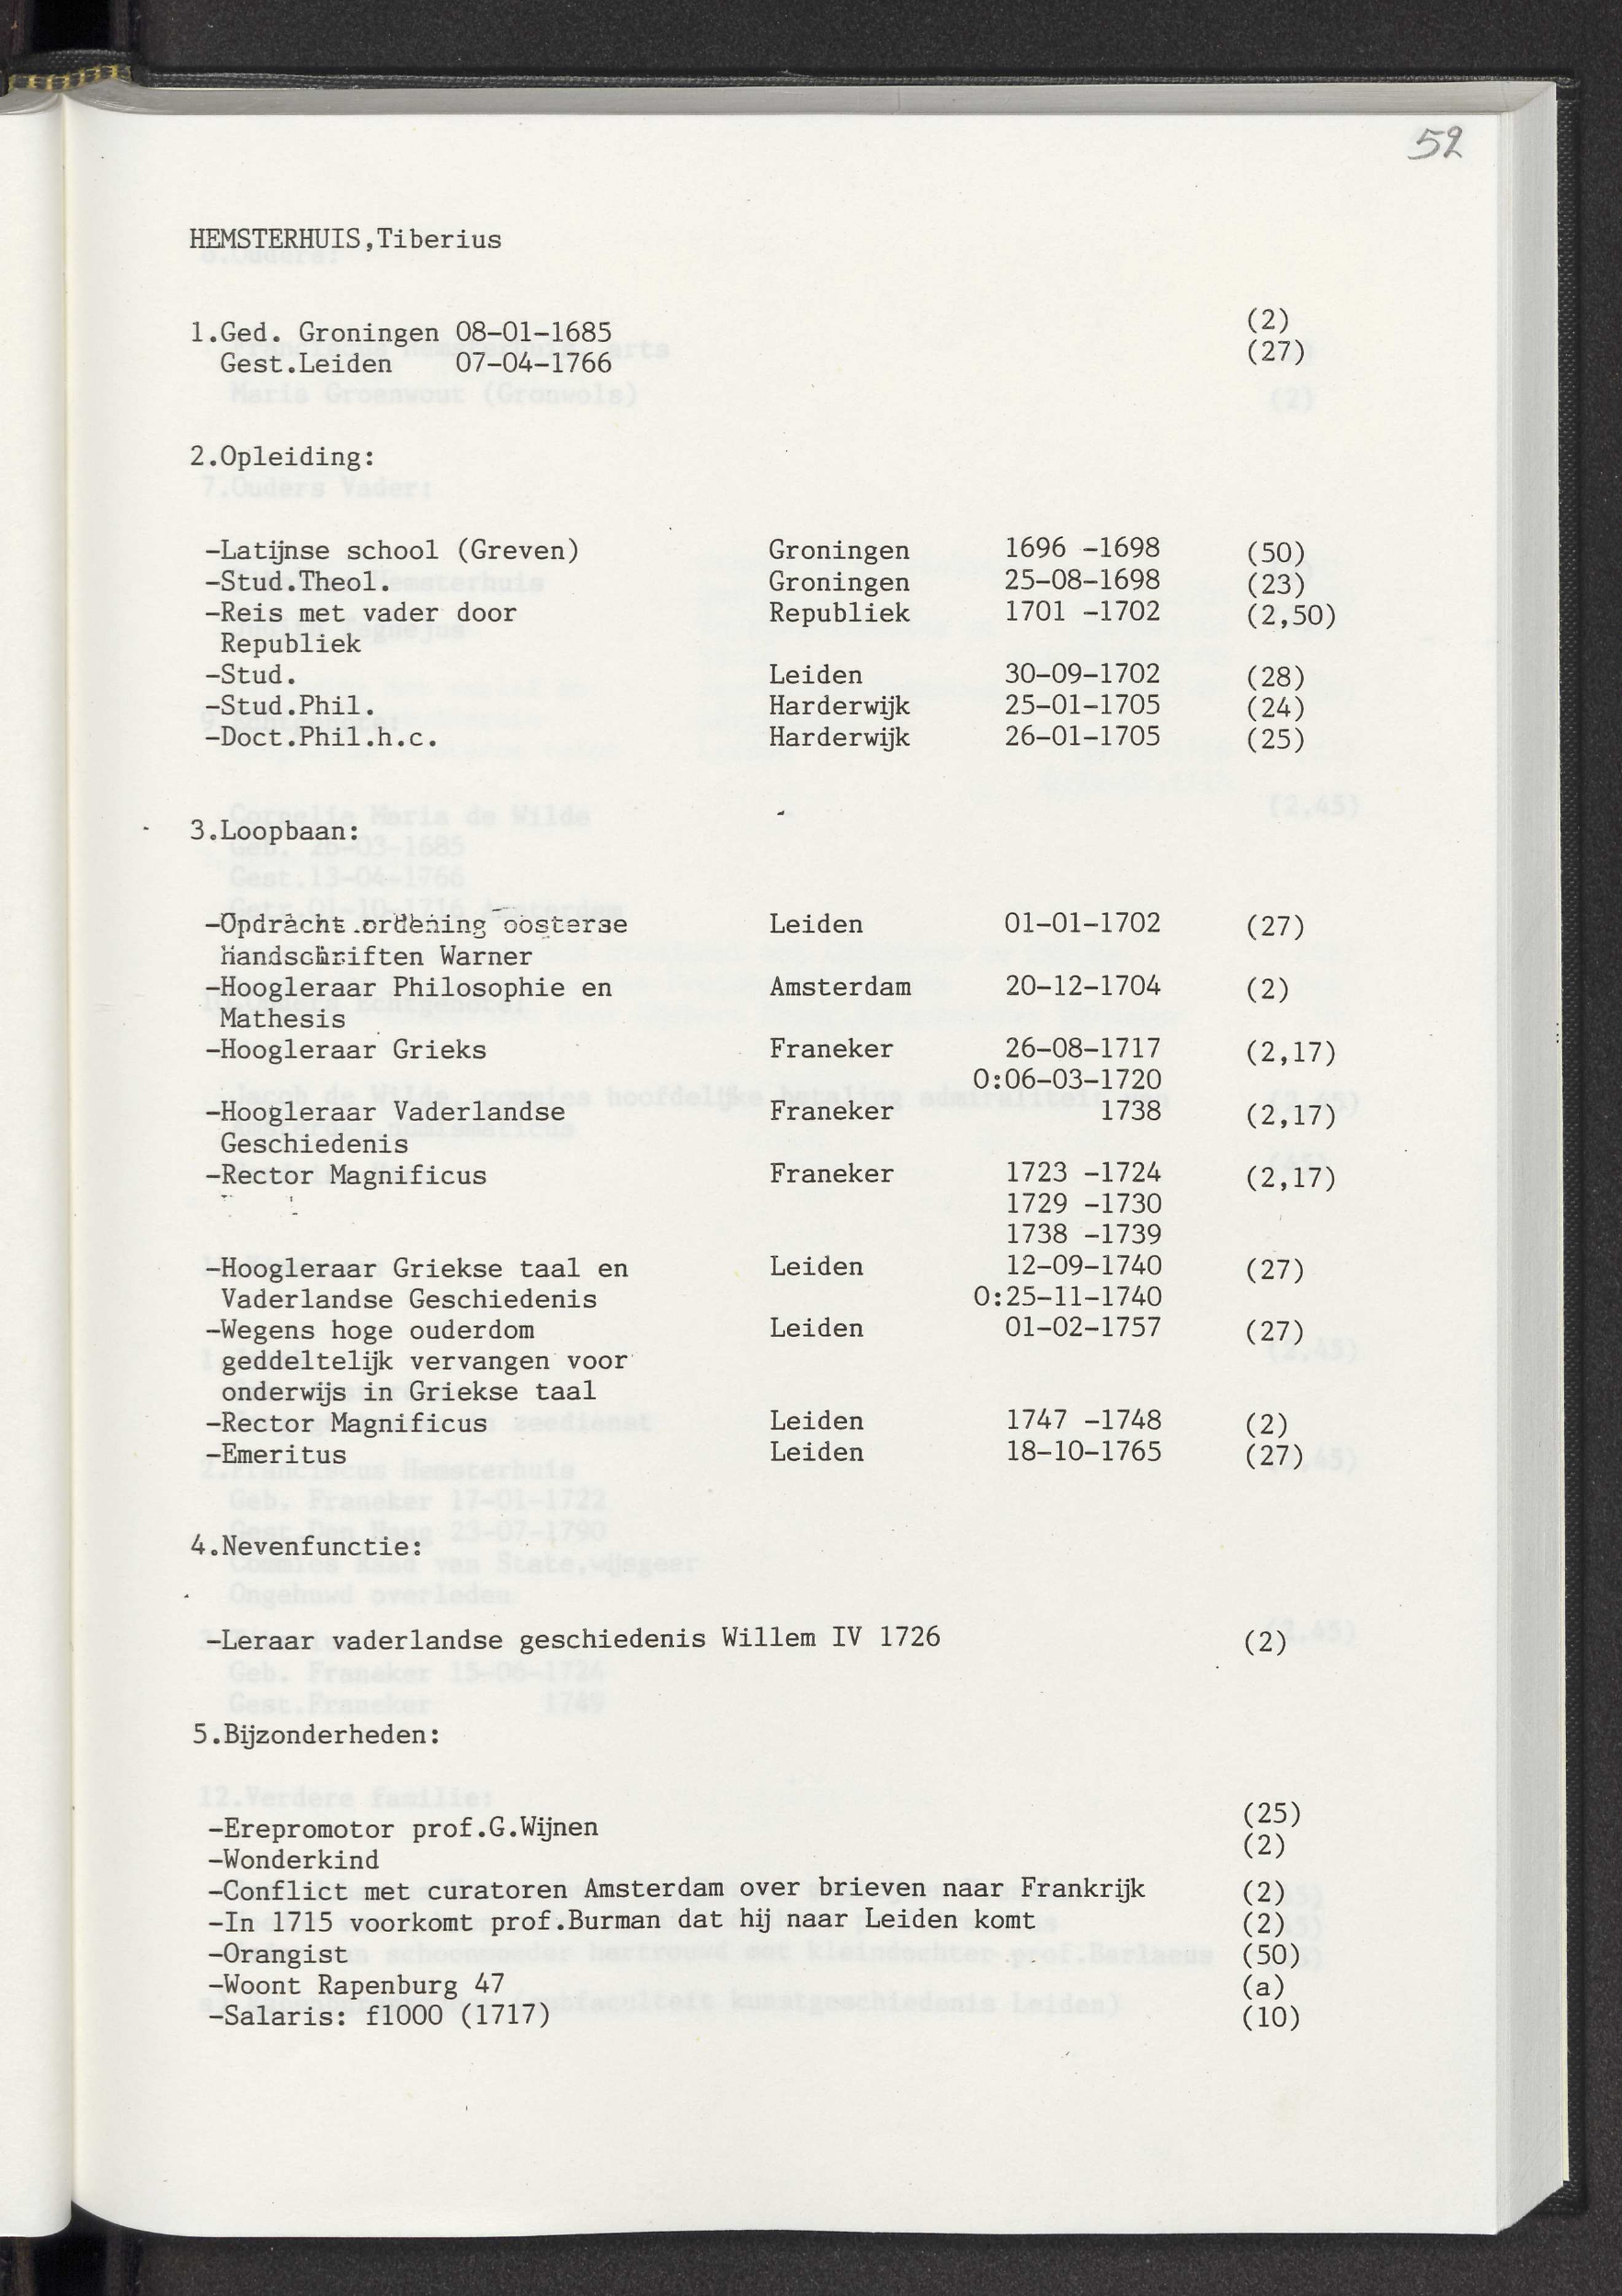 52
HEMSTERHUIS,Tiberius
1.Ged. Groningen 08-01-1685 (2)
Gest.Leiden 07-04-1766 (27)
2.Opleiding:
-Latijnse school (Greven) Groningen 1696 -1698 (50)
-Stud.Theol. Groningen 25-08-1698 (23)
-Reis met vader door Republiek 1701 -1702 (2,50)
Republiek
-Stud. Leiden 30-09-1702 (28)
-Stud.Phil. Harderwijk 25-01-1705 (24)
-Doct.Phil.h.c. Harderwijk 26-01-1705 (25)
3.Loopbaan:
-Opdracht ordening oosterse Leiden 01-01-1702 (27)
Handschriften Warner
-Hoogleraar Philosophie en Amsterdam 20-12-1704 (2)
Mathesis
-Hoogleraar Grieks Franeker 26-08-1717 (2,17)
O:06-03-1720
-Hoogleraar Vaderlandse Franeker 1738 (2,17)
Geschiedenis
-Rector Magnificus Franeker 1723 -1724 (2,17)
1729 -1730
1738 -1739
-Hoogleraar Griekse taal en Leiden 12-09-1740 (27)
Vaderlandse Geschiedenis O:25-11-1740
-Wegens hoge ouderdom Leiden 01-02-1757 (27)
geddeltelijk vervangen voor
onderwijs in Griekse taal
-Rector Magnificus Leiden 1747 -1748 (2)
-Emeritus Leiden 18-10-1765 (27)
4.Nevenfunctie:
-Leraar vaderlandse geschiedenis Willem IV 1726 (2)
5.Bijzonderheden:
-Erepromotor prof.G.Wijnen (25)
-Wonderkind (2)
-Conflict met curatoren Amsterdam over brieven naar Frankrijk (2)
-In 1715 voorkomt prof.Burman dat hij naar Leiden komt (2)
-Orangist (50)
-Woont Rapenburg 47 (a)
-Salaris: f1000 (1717) (10)